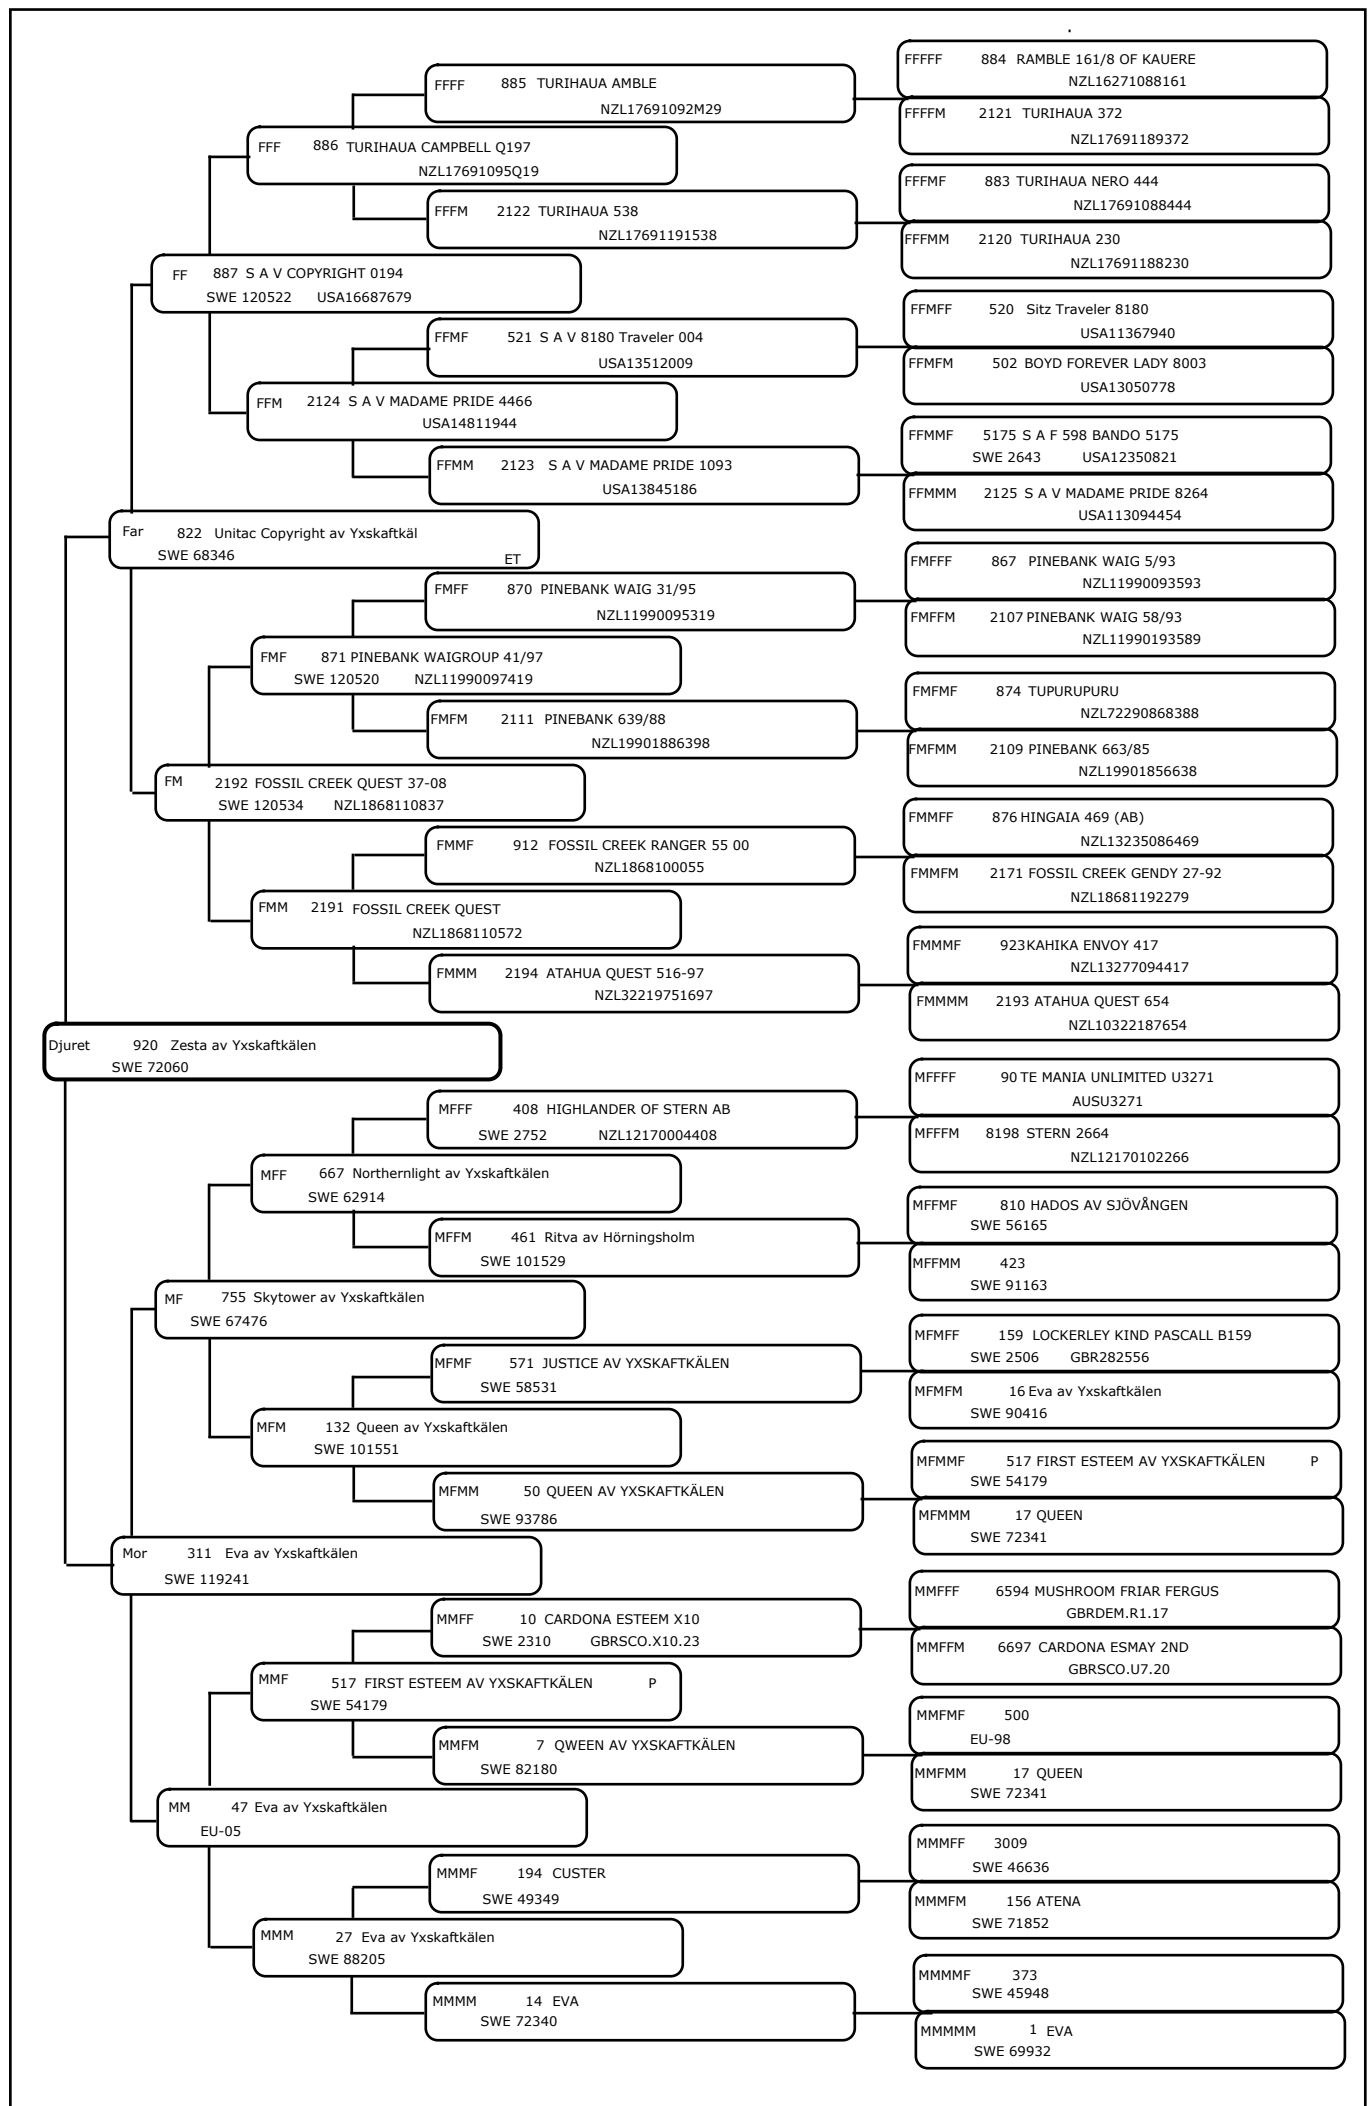 FFFFF 884 RAMBLE 161/8 OF KAUERE
NZL16271088161
FFFF 885 TURIHAUA AMBLE
NZL17691092M29
FFFFM 2121 TURIHAUA 372
NZL17691189372
FFF 886 TURIHAUA CAMPBELL Q197
NZL17691095Q19
FFFMF 883 TURIHAUA NERO 444
NZL17691088444
FFFM 2122 TURIHAUA 538
NZL17691191538
FFFMM 2120 TURIHAUA 230
NZL17691188230
FF 887 S A V COPYRIGHT 0194
SWE 120522 USA16687679
FFMFF 520 Sitz Traveler 8180
USA11367940
FFMF 521 S A V 8180 Traveler 004
USA13512009
FFMFM 502 BOYD FOREVER LADY 8003
USA13050778
FFM 2124 S A V MADAME PRIDE 4466
USA14811944
FFMMF 5175 S A F 598 BANDO 5175
SWE 2643 USA12350821
FFMM 2123 S A V MADAME PRIDE 1093
USA13845186
FFMMM 2125 S A V MADAME PRIDE 8264
USA113094454
Far 822 Unitac Copyright av Yxskaftkäl
SWE 68346 ET
FMFFF 867 PINEBANK WAIG 5/93
NZL11990093593
FMFF 870 PINEBANK WAIG 31/95
NZL11990095319
FMFFM 2107 PINEBANK WAIG 58/93
NZL11990193589
FMF 871 PINEBANK WAIGROUP 41/97
SWE 120520 NZL11990097419
FMFMF 874 TUPURUPURU
NZL72290868388
FMFM 2111 PINEBANK 639/88
NZL19901886398
FMFMM 2109 PINEBANK 663/85
NZL19901856638
FM 2192 FOSSIL CREEK QUEST 37-08
SWE 120534 NZL1868110837
FMMFF 876 HINGAIA 469 (AB)
NZL13235086469
FMMF 912 FOSSIL CREEK RANGER 55 00
NZL1868100055
FMMFM 2171 FOSSIL CREEK GENDY 27-92
NZL18681192279
FMM 2191 FOSSIL CREEK QUEST
NZL1868110572
FMMMF 923 KAHIKA ENVOY 417
NZL13277094417
FMMM 2194 ATAHUA QUEST 516-97
NZL32219751697
FMMMM 2193 ATAHUA QUEST 654
NZL10322187654
Djuret 920 Zesta av Yxskaftkälen
SWE 72060
MFFFF 90 TE MANIA UNLIMITED U3271
AUSU3271
MFFF 408 HIGHLANDER OF STERN AB
SWE 2752 NZL12170004408
MFFFM 8198 STERN 2664
NZL12170102266
MFF 667 Northernlight av Yxskaftkälen
SWE 62914
MFFMF 810 HADOS AV SJÖVÅNGEN
SWE 56165
MFFM 461 Ritva av Hörningsholm
SWE 101529
MFFMM 423
SWE 91163
MF 755 Skytower av Yxskaftkälen
SWE 67476
MFMFF 159 LOCKERLEY KIND PASCALL B159
SWE 2506 GBR282556
MFMF 571 JUSTICE AV YXSKAFTKÄLEN
SWE 58531
MFMFM 16 Eva av Yxskaftkälen
SWE 90416
MFM 132 Queen av Yxskaftkälen
SWE 101551
MFMMF 517 FIRST ESTEEM AV YXSKAFTKÄLEN P
SWE 54179
MFMM 50 QUEEN AV YXSKAFTKÄLEN
SWE 93786
MFMMM 17 QUEEN
SWE 72341
Mor 311 Eva av Yxskaftkälen
SWE 119241
MMFFF 6594 MUSHROOM FRIAR FERGUS
GBRDEM.R1.17
MMFF 10 CARDONA ESTEEM X10
SWE 2310 GBRSCO.X10.23
MMFFM 6697 CARDONA ESMAY 2ND
GBRSCO.U7.20
MMF 517 FIRST ESTEEM AV YXSKAFTKÄLEN P
SWE 54179
MMFMF 500
EU-98
MMFM 7 QWEEN AV YXSKAFTKÄLEN
SWE 82180
MMFMM 17 QUEEN
SWE 72341
MM 47 Eva av Yxskaftkälen
EU-05
MMMFF 3009
SWE 46636
MMMF 194 CUSTER
SWE 49349
MMMFM 156 ATENA
SWE 71852
MMM 27 Eva av Yxskaftkälen
SWE 88205
MMMMF 373
SWE 45948
MMMM 14 EVA
SWE 72340
MMMMM 1 EVA
SWE 69932